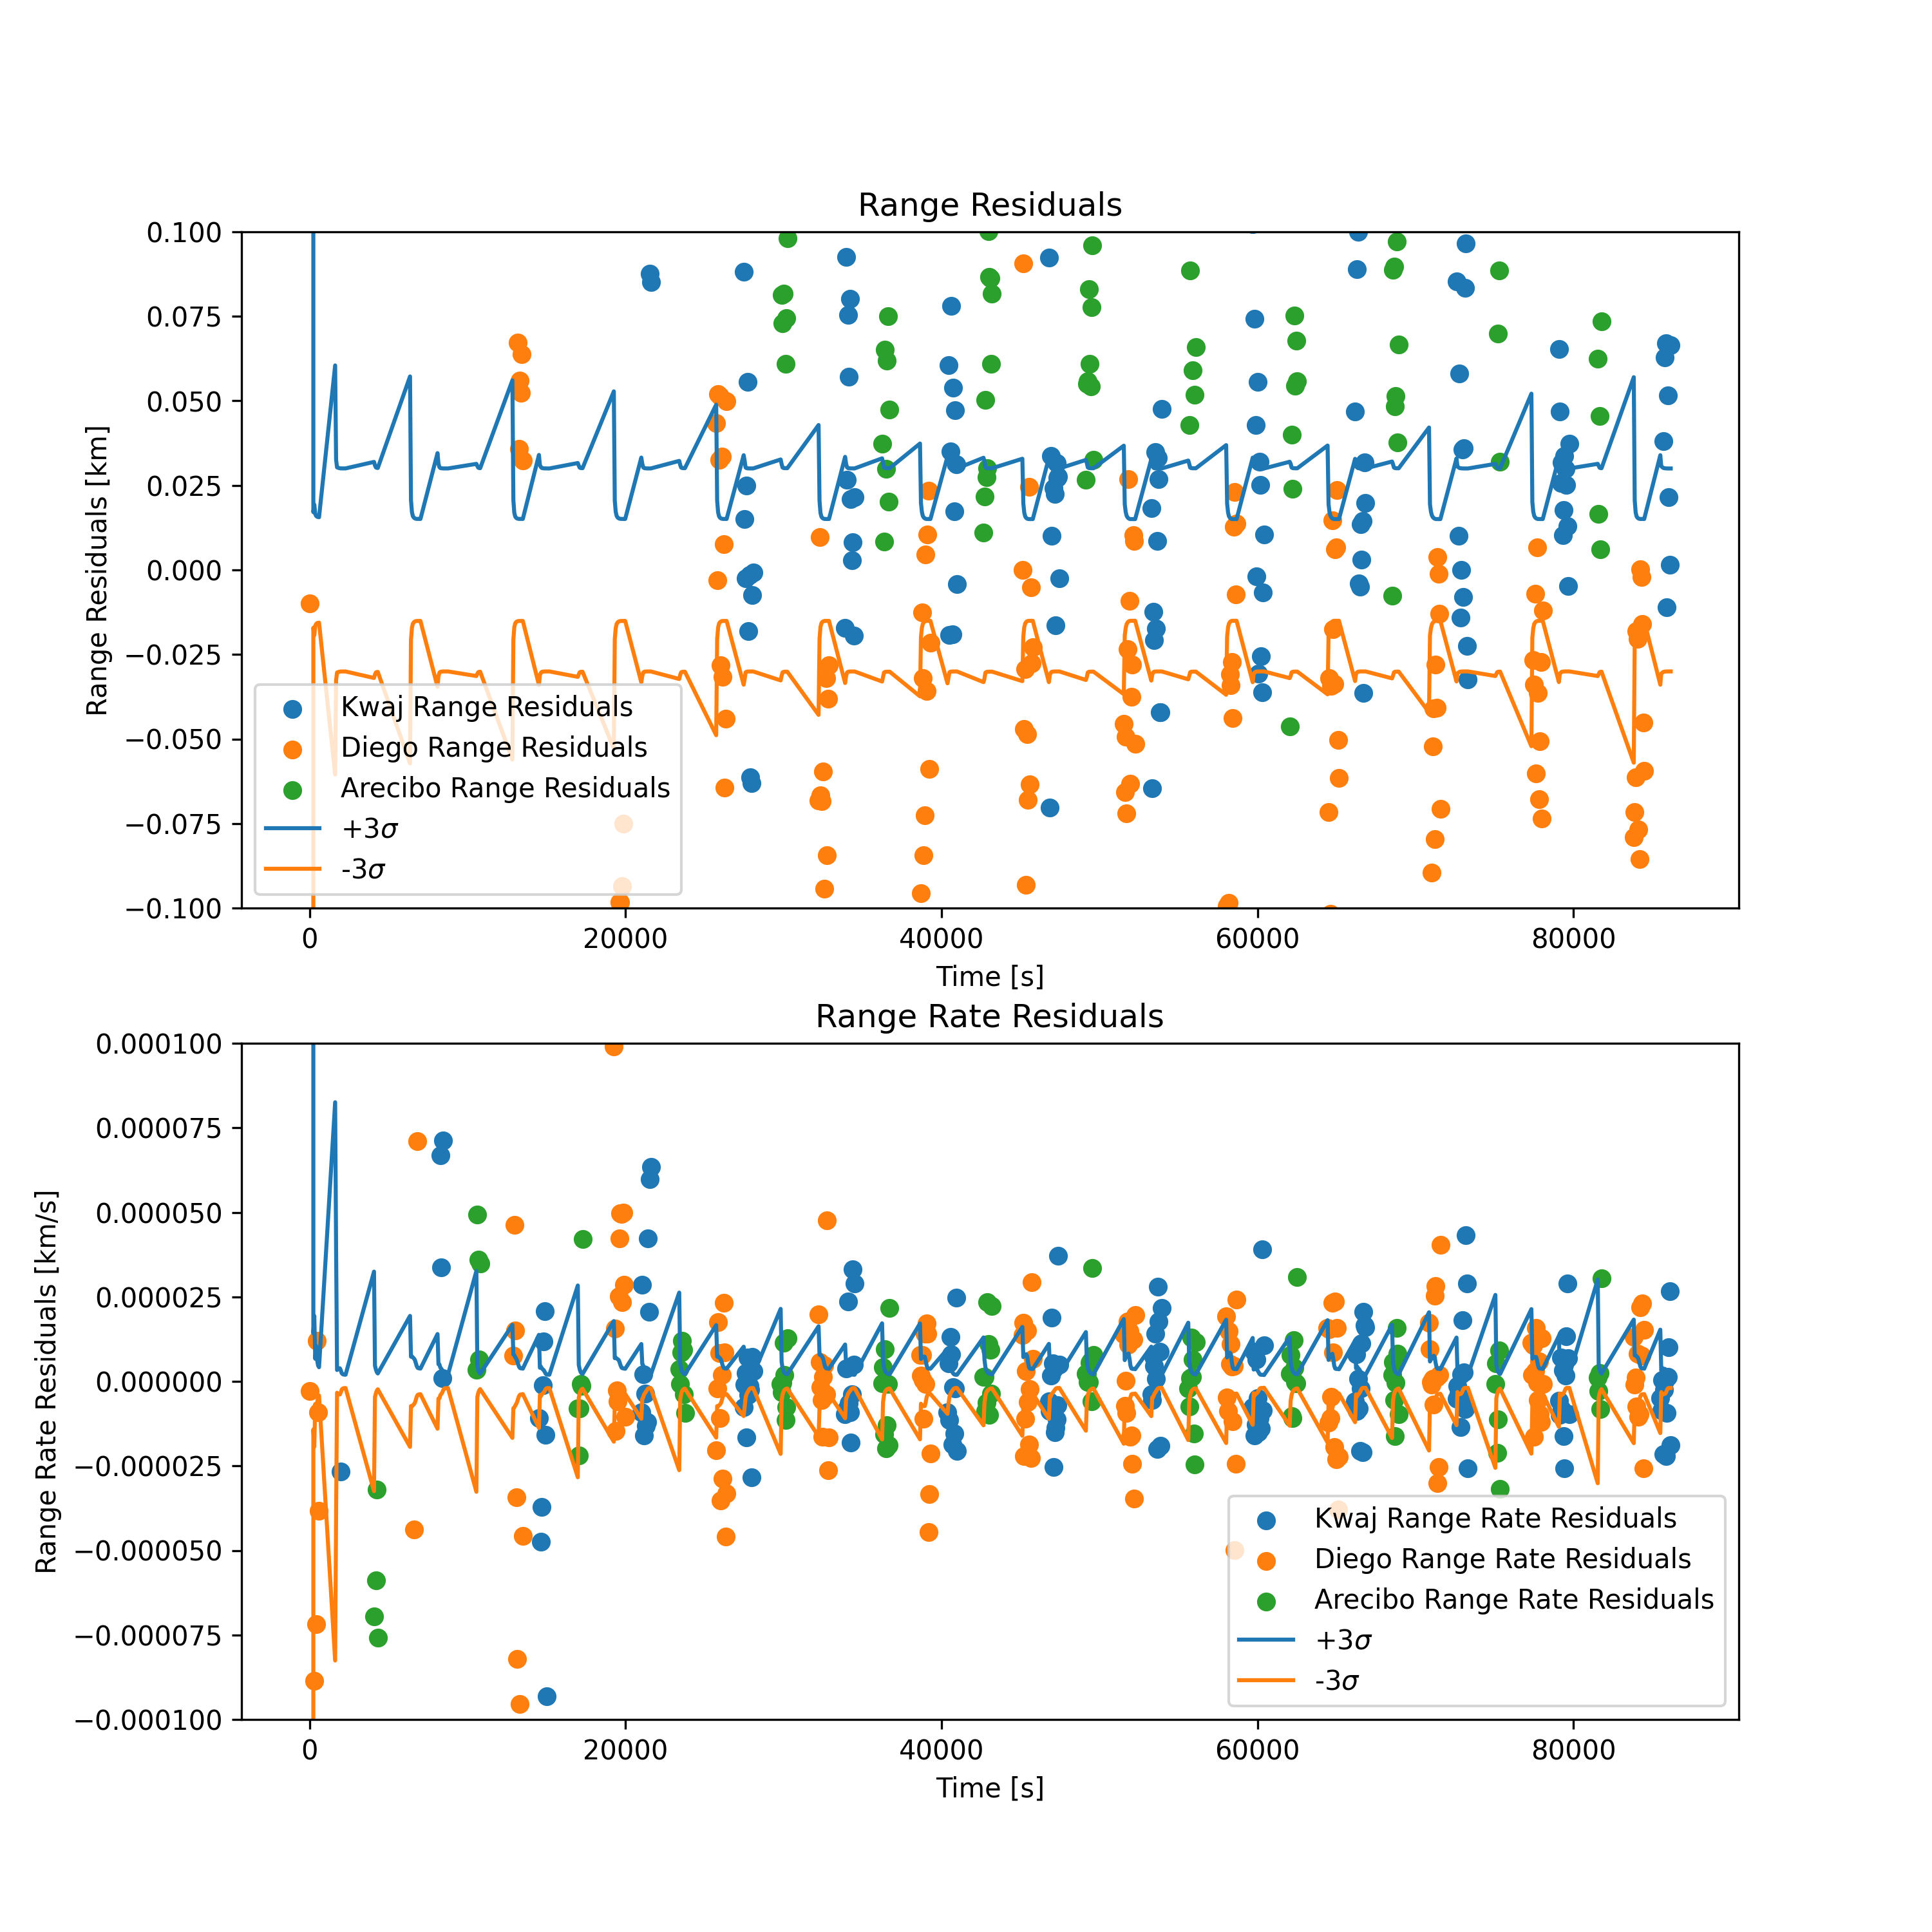 Range Residuals
0.100
0.075
0.050
0.025
0.000
−0.025
−0.050
−0.075
−0.100
Range Residuals [km]
Kwaj Range Residuals
Diego Range Residuals
Arecibo Range Residuals
+3σ
-3σ
0 20000 40000 60000 80000
Time [s]
Range Rate Residuals
0.000100
0.000075
0.000050
0.000025
0.000000
−0.000025
−0.000050
−0.000075
−0.000100
Range Rate Residuals [km/s]
Kwaj Range Rate Residuals
Diego Range Rate Residuals
Arecibo Range Rate Residuals
+3σ
-3σ
0 20000 40000 60000 80000
Time [s]